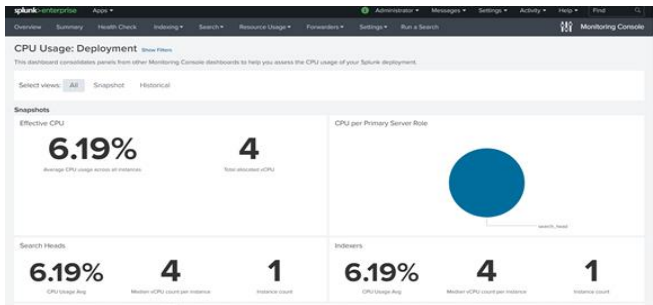 splunk>enterprise Apps Administrator Messages Settings Activity Help Find
Overview Summary Health Check Indexing Search Resource Usage Forwarders Settings Run a Search Monitoring Console
CPU Usage: Deployment Show Filters
This dashboard consolidates panels from other Monitoring Console dashboards to help you assess the CPU usage of your Splunk deployment.
Select views: All Snapshot Historical
Snapshots
Effective CPU
6.19%
Average CPU usage across all instances
4
Total allocated vCPU
CPU per Primary Server Role
search_head
Search Heads
6.19%
CPU Usage Avg
4
Median vCPU count per instance
1
Instance count
Indexers
6.19%
CPU Usage Avg
4
Median vCPU count per instance
1
Instance count